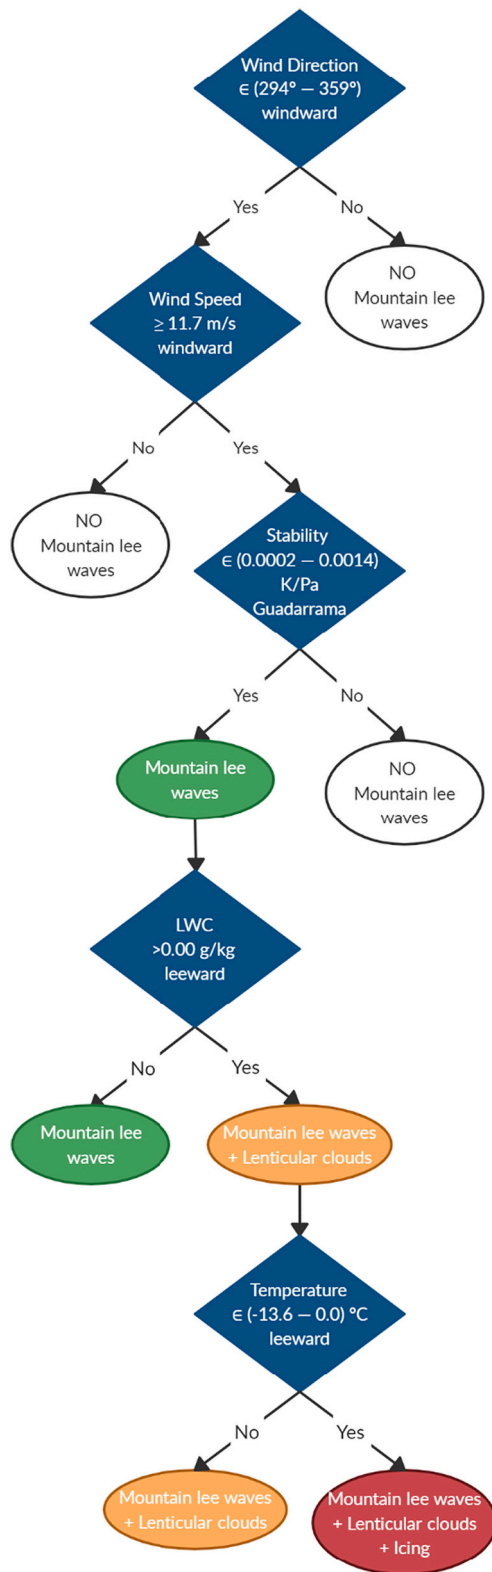 Wind Direction
∈ (294º — 359º)
windward
Yes
No
NO
Mountain lee
waves
Wind Speed
≥ 11.7 m/s
windward
No
Yes
NO
Mountain lee
waves
Stability
∈ (0.0002 — 0.0014)
K/Pa
Guadarrama
Yes
No
Mountain lee
waves
NO
Mountain lee
waves
LWC
>0.00 g/kg
leeward
No
Yes
Mountain lee
waves
Mountain lee waves
+ Lenticular clouds
Temperature
∈ (-13.6 — 0.0) ºC
leeward
No
Yes
Mountain lee waves
+ Lenticular clouds
Mountain lee waves
+ Lenticular clouds
+ Icing